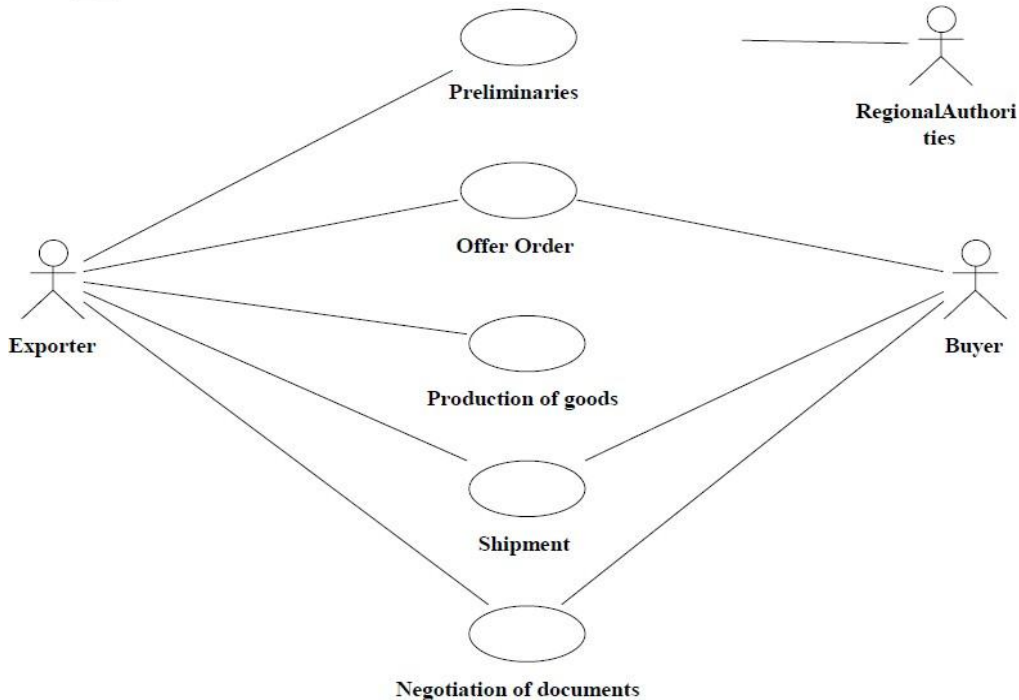 Preliminaries
RegionalAuthori
ties
Offer Order
Exporter
Buyer
Production of goods
Shipment
Negotiation of documents